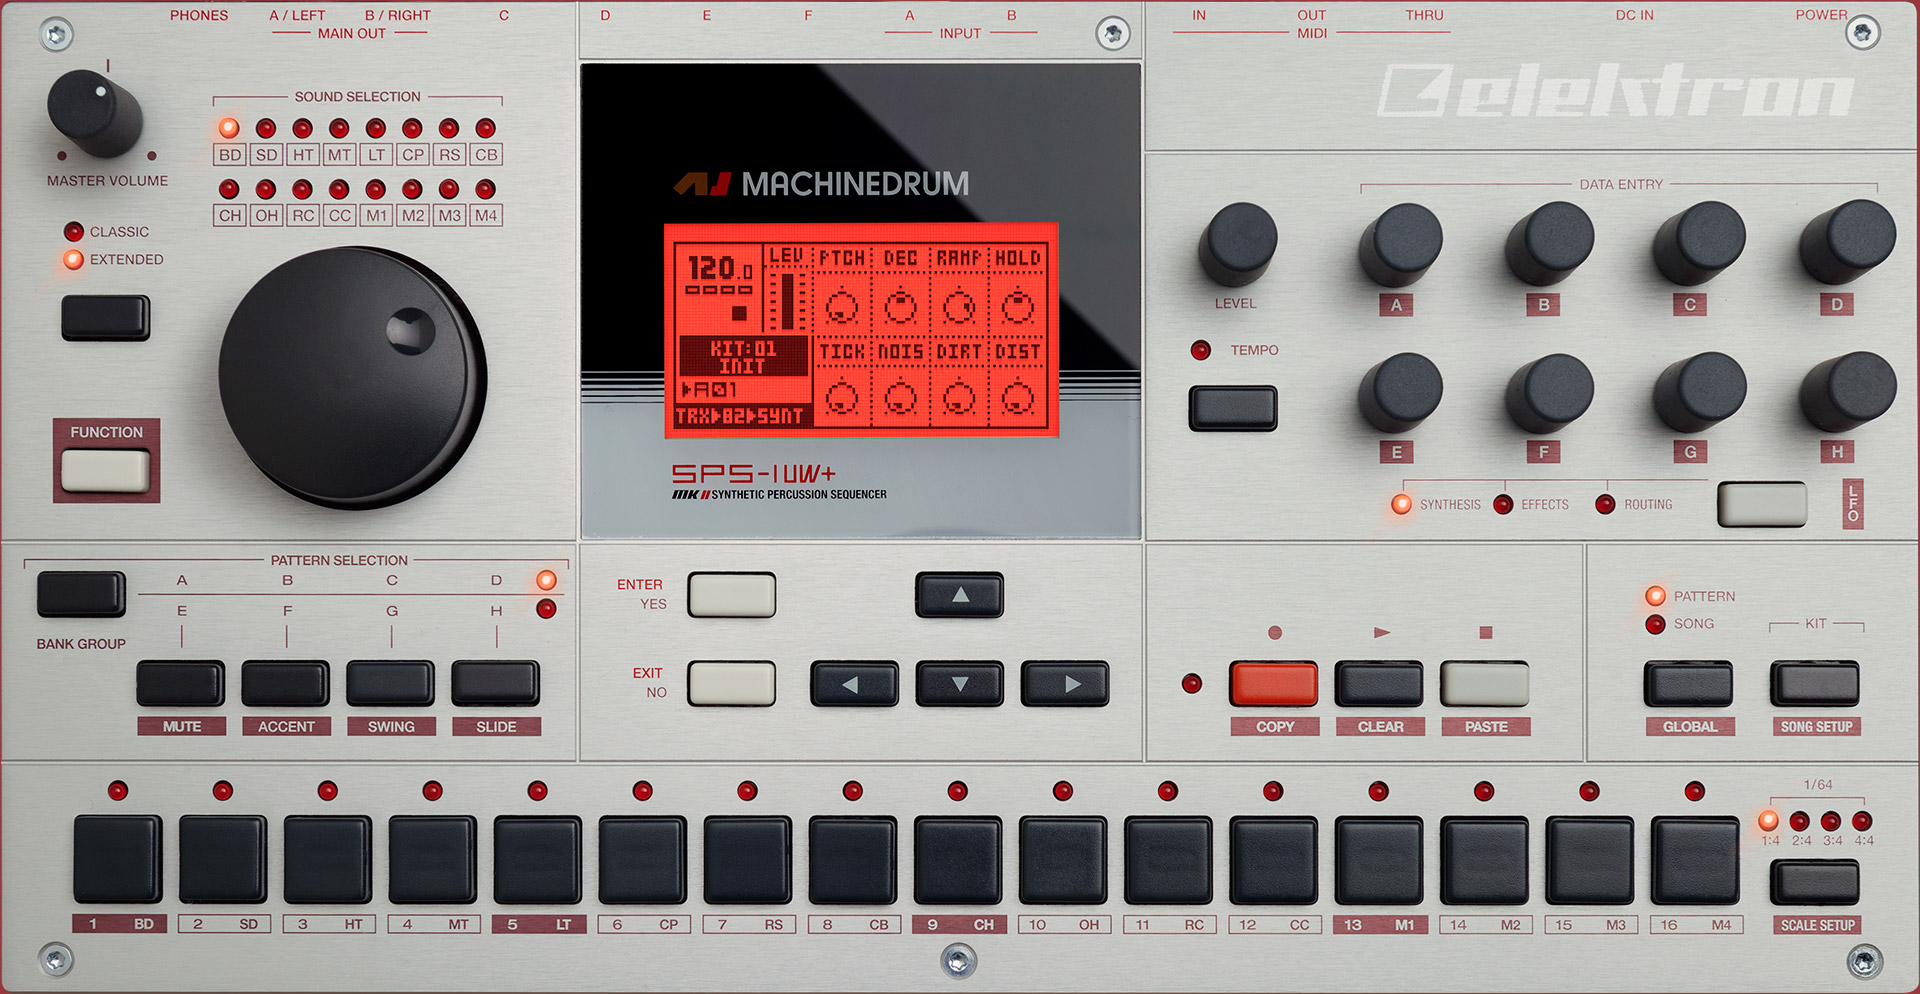 PHONES A / LEFT B / RIGHT C D E F A B IN OUT THRU DC IN POWER
MAIN OUT INPUT MIDI
elektron
MASTER VOLUME
SOUND SELECTION
BD SD HT MT LT CP RS CB
CH OH RC CC M1 M2 M3 M4
CLASSIC
EXTENDED
FUNCTION
MACHINEDRUM
120.0
LEV PTCH DEC RAMP HOLD
TICK NOIS DIRT DIST
KIT:01
INIT
A01
TRX 82 SYNT
SPS-1UW+
MKII SYNTHETIC PERCUSSION SEQUENCER
DATA ENTRY
LEVEL
A B C D
TEMPO
E F G H
SYNTHESIS EFFECTS ROUTING
LFO
PATTERN SELECTION
A B C D
E F G H
BANK GROUP
MUTE ACCENT SWING SLIDE
ENTER
YES
EXIT
NO
COPY CLEAR PASTE
PATTERN
SONG
KIT
GLOBAL SONG SETUP
1/64
1:4 2:4 3:4 4:4
1 BD 2 SD 3 HT 4 MT 5 LT 6 CP 7 RS 8 CB 9 CH 10 OH 11 RC 12 CC 13 M1 14 M2 15 M3 16 M4
SCALE SETUP